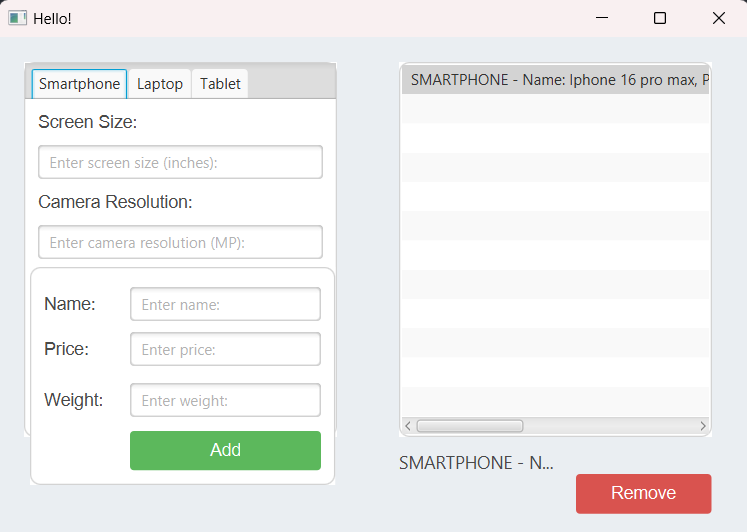 Hello!
Smartphone Laptop Tablet
Screen Size:
Enter screen size (inches):
Camera Resolution:
Enter camera resolution (MP):
Name: Enter name:
Price: Enter price:
Weight: Enter weight:
Add
SMARTPHONE - Name: Iphone 16 pro max, P
SMARTPHONE - N...
Remove